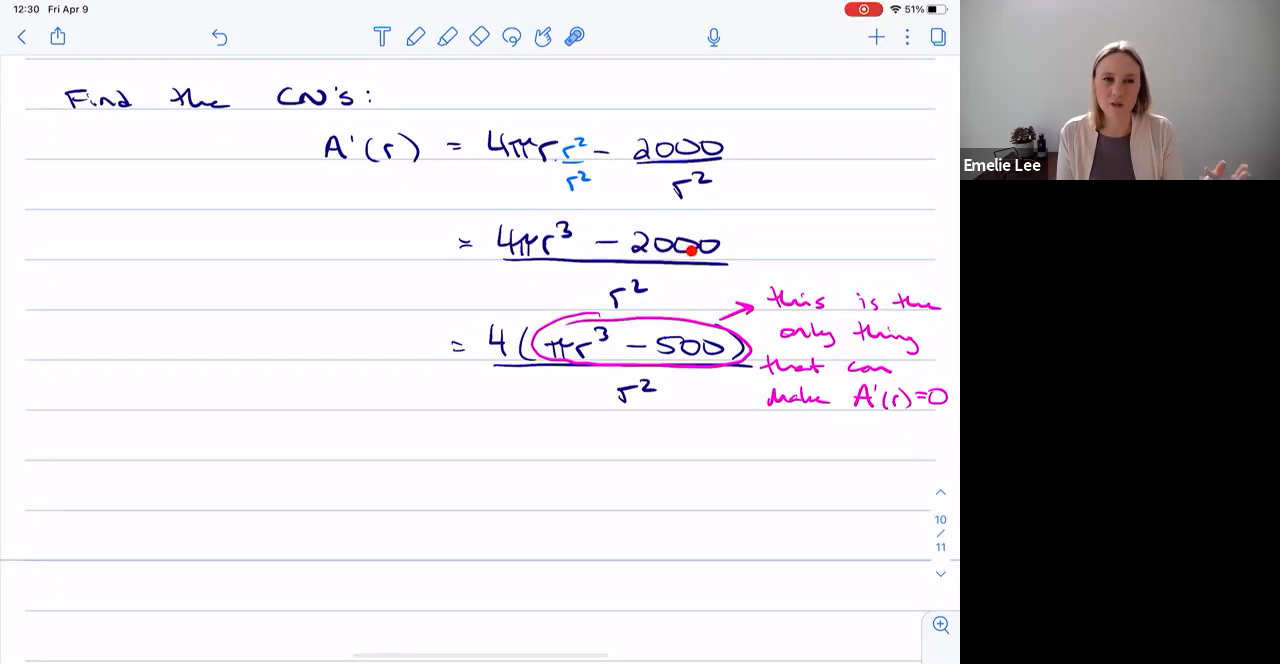 12:30 Fri Apr 9
51%
T
Find the CN's:
A'(r) = 4πr · r²/r² - 2000/r²
= 4πr³ - 2000
r²
= 4(πr³ - 500)
r²
this is the
only thing
that can
make A'(r)=0
10
/
11
Emelie Lee